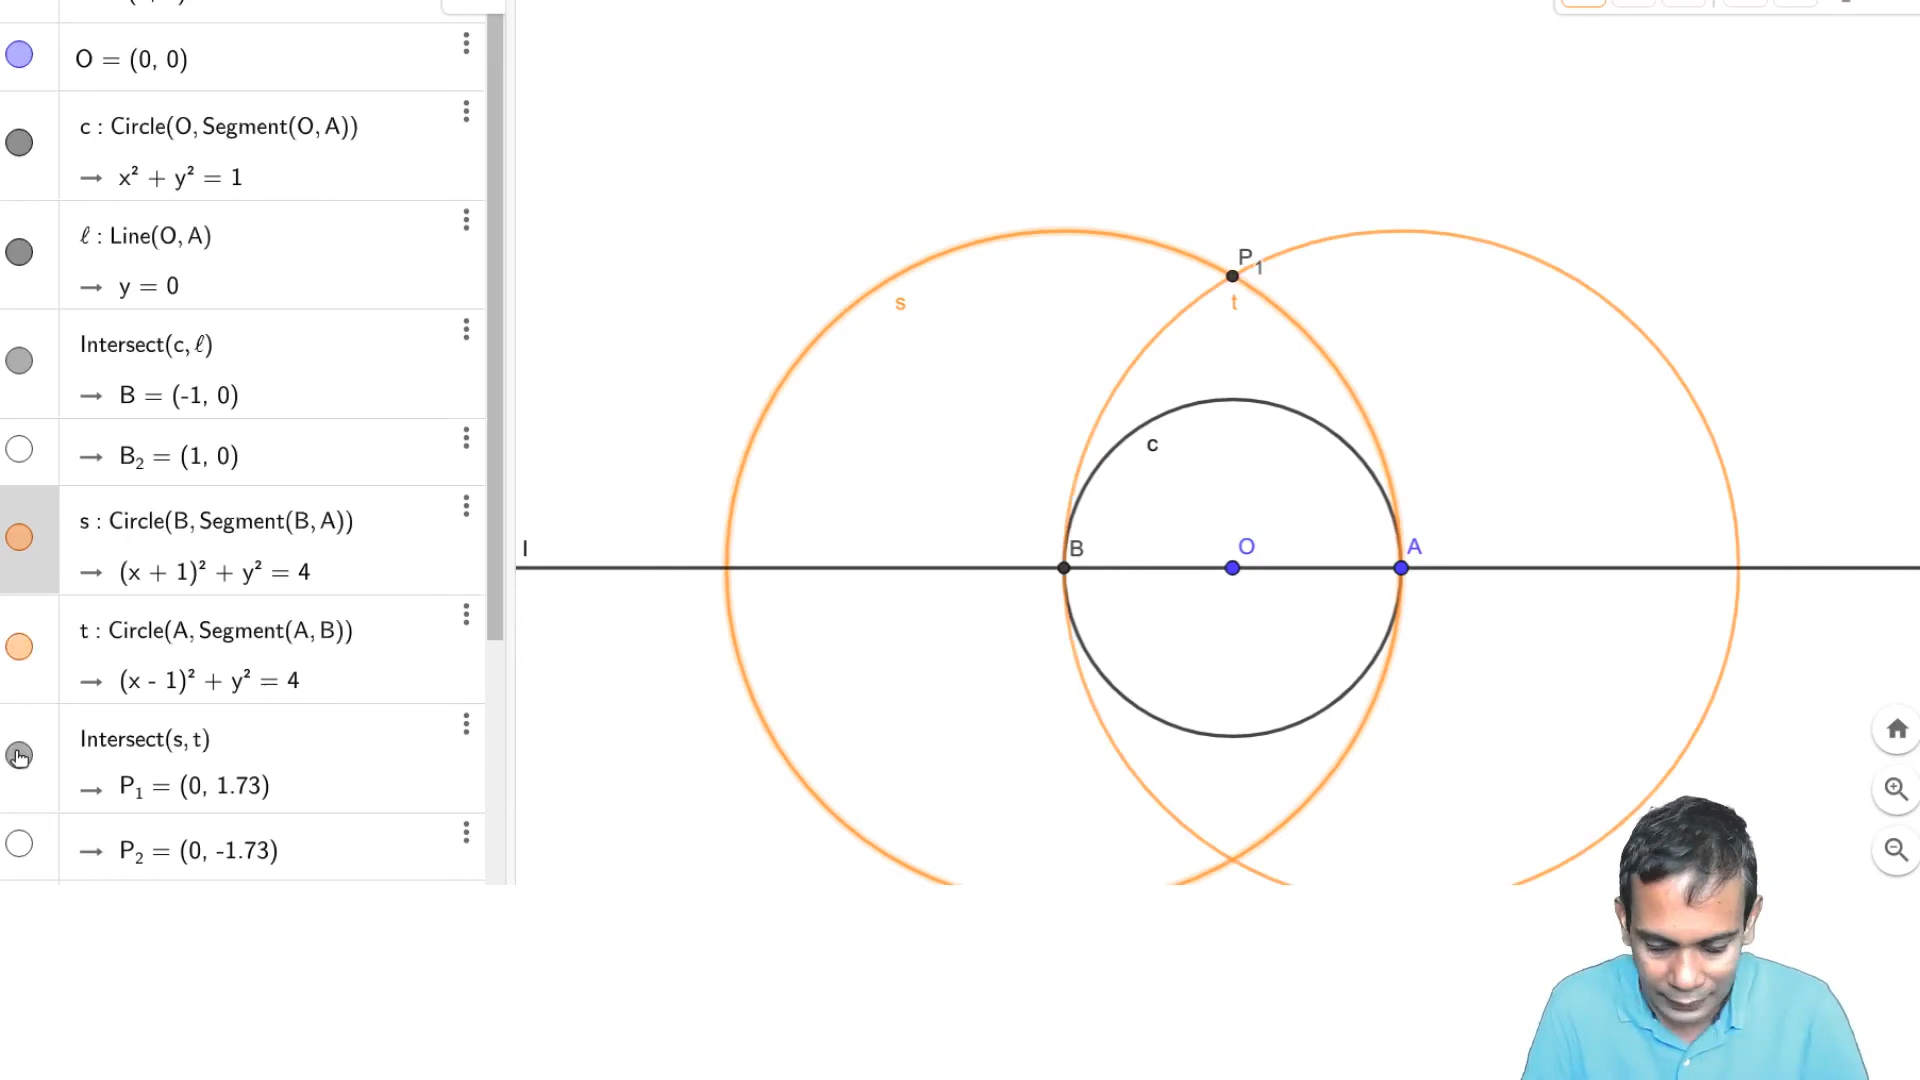 O = (0, 0)
c : Circle(O, Segment(O, A))
→ x² + y² = 1
ℓ : Line(O, A)
→ y = 0
Intersect(c, ℓ)
→ B = (-1, 0)
→ B₂ = (1, 0)
s : Circle(B, Segment(B, A))
→ (x + 1)² + y² = 4
t : Circle(A, Segment(A, B))
→ (x - 1)² + y² = 4
Intersect(s, t)
→ P₁ = (0, 1.73)
→ P₂ = (0, -1.73)
P₁
s
t
c
l
B
O
A